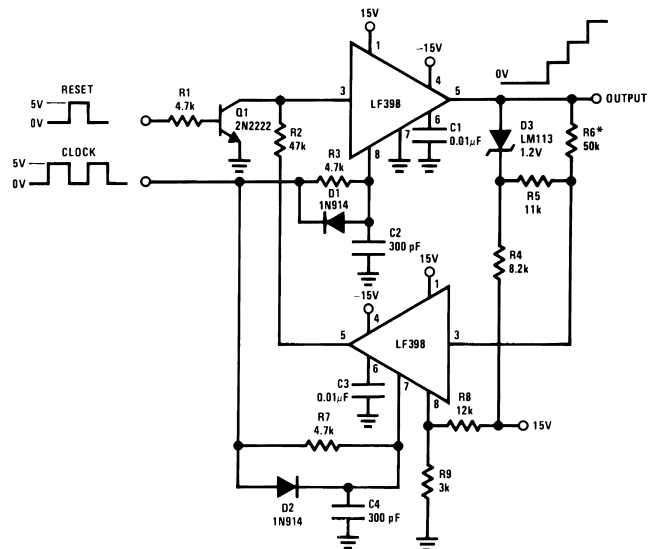 15V
1
−15V
4
0V
RESET
5V
0V
R1
4.7k
Q1
2N2222
3
LF398
5
OUTPUT
R2
47k
6
7
C1
0.01µF
8
D3
LM113
1.2V
R6*
50k
CLOCK
5V
0V
R3
4.7k
D1
1N914
R5
11k
C2
300 pF
R4
8.2k
15V
1
−15V
4
5
LF398
3
6
7
8
C3
0.01µF
R8
12k
15V
R7
4.7k
R9
3k
D2
1N914
C4
300 pF